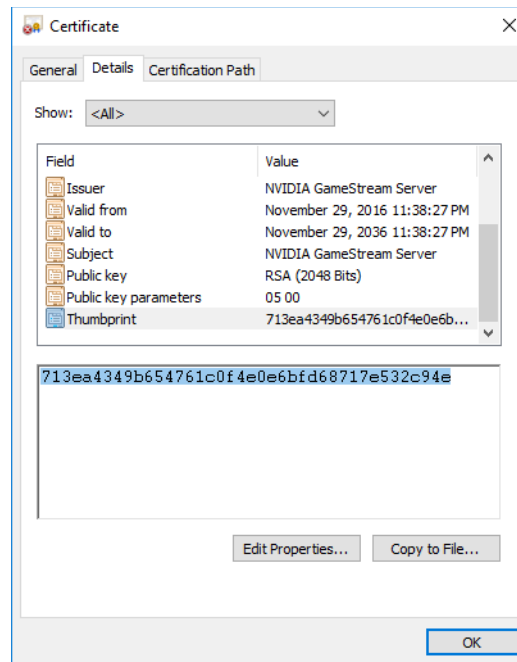 Certificate
General Details Certification Path
Show: <All>
Field Value
Issuer NVIDIA GameStream Server
Valid from November 29, 2016 11:38:27 PM
Valid to November 29, 2036 11:38:27 PM
Subject NVIDIA GameStream Server
Public key RSA (2048 Bits)
Public key parameters 05 00
Thumbprint 713ea4349b654761c0f4e0e6b...
713ea4349b654761c0f4e0e6bfd68717e532c94e
Edit Properties... Copy to File...
OK